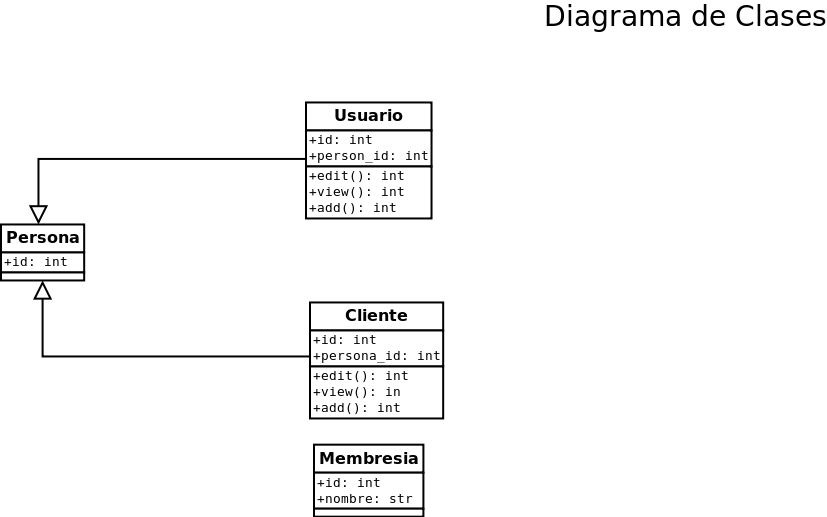 Diagrama de Clases
Usuario
+id: int
+person_id: int
+edit(): int
+view(): int
+add(): int
Persona
+id: int
Cliente
+id: int
+persona_id: int
+edit(): int
+view(): in
+add(): int
Membresia
+id: int
+nombre: str